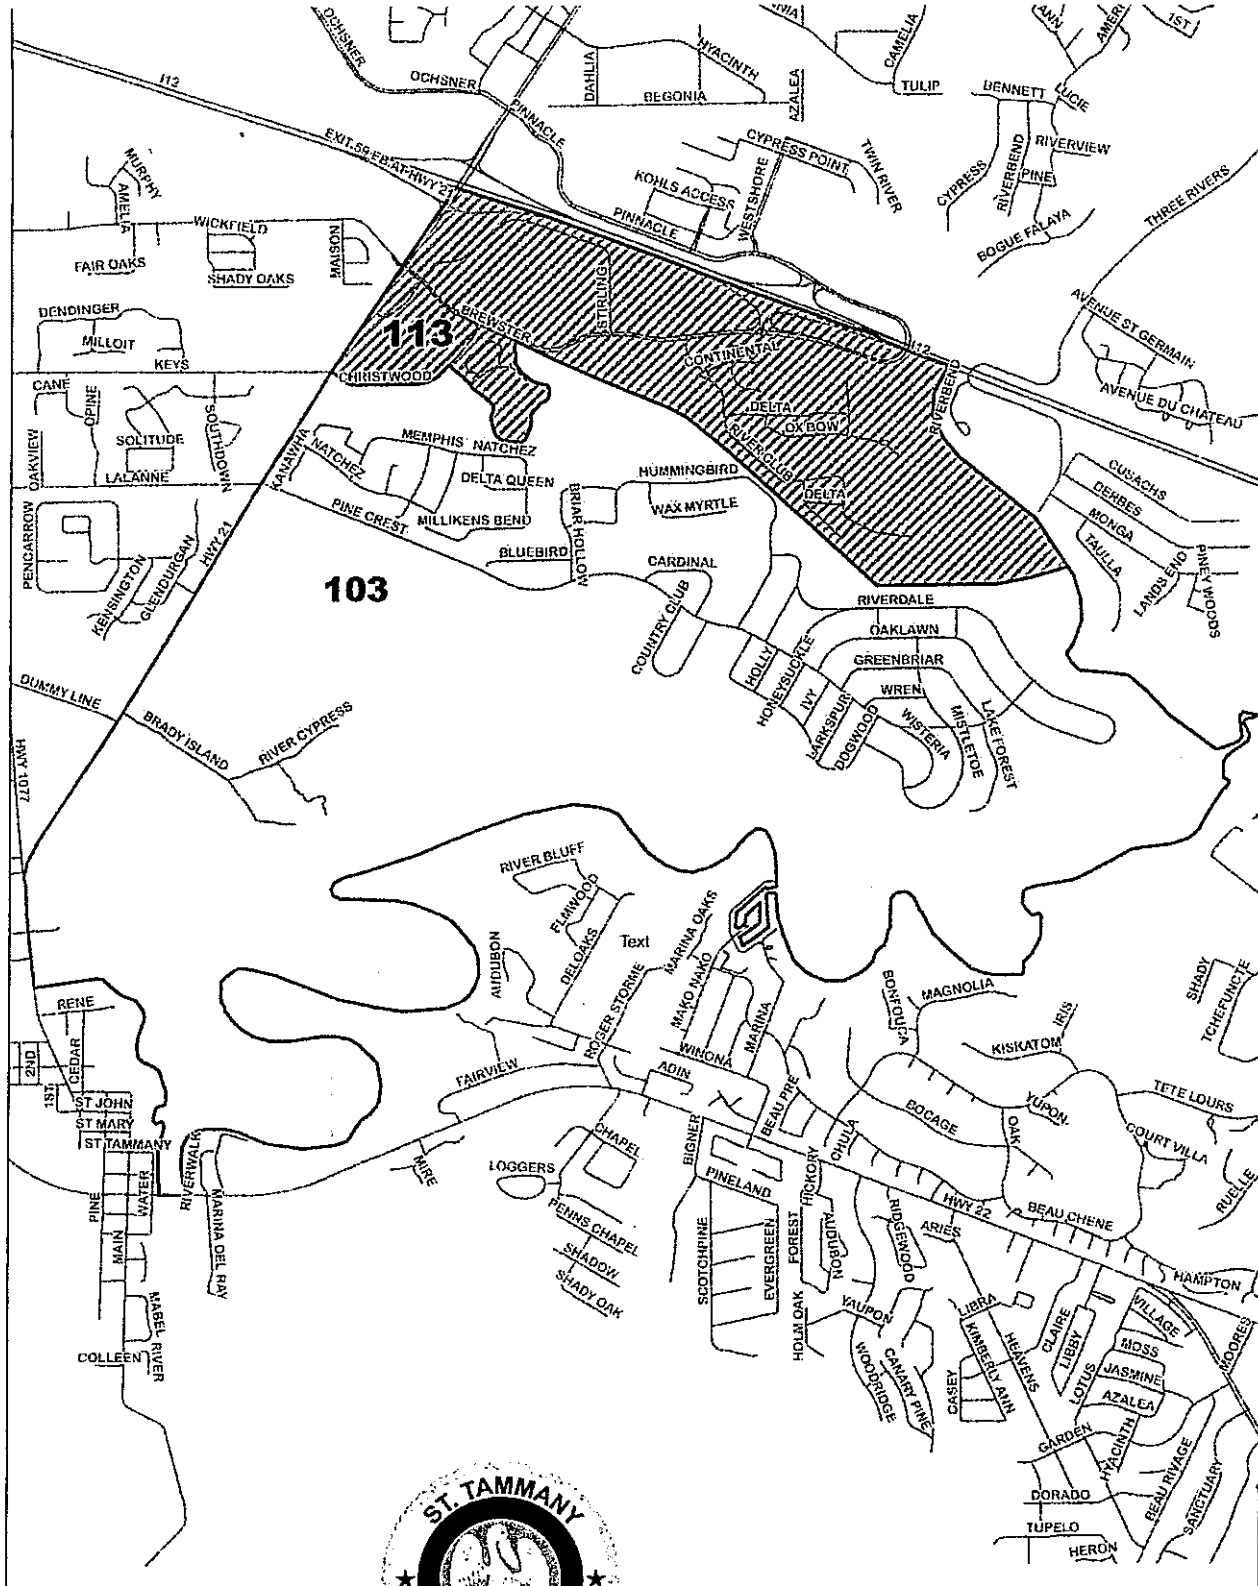 OCHSNER
NIA
CAMELIA
ANN
AMERI
1ST
I12
OCHSNER
DAHLIA
HYACINTH
BEGONIA
AZALEA
TULIP
BENNETT
LUCIE
PINNACLE
EXIT 59 EB AT HWY 21
CYPRESS POINT
TWIN RIVER
CYPRESS
RIVERBEND
RIVERVIEW
PINE
MURPHY
AMELIA
KOHLS ACCESS
WESTSHORE
PINNACLE
BOGUE FALAYA
THREE RIVERS
WICKFIELD
MAISON
FAIR OAKS
SHADY OAKS
DENDINGER
MILLOIT
KEYS
113
BREWSTER
STIRLING
CONTINENTAL
I12
AVENUE ST GERMAIN
AVENUE DU CHATEAU
CHRISTWOOD
RIVERBEND
CANE
OPINE
OAKVIEW
SOLITUDE
SOUTHDOWN
LALANNE
DELTA
OX BOW
RIVER CLUB
DELTA
KANAWHA
NATCHEZ
MEMPHIS
NATCHEZ
DELTA QUEEN
HUMMINGBIRD
WAX MYRTLE
CUSACHS
DERBES
MONGA
TAULLA
LANDS END
PINEY WOODS
PINE CREST
MILLIKENS BEND
BRIAR HOLLOW
BLUEBIRD
PENCARROW
KENSINGTON
GLENDURGAN
HWY 21
103
CARDINAL
COUNTRY CLUB
RIVERDALE
OAKLAWN
GREENBRIAR
HOLLY
HONEYSUCKLE
IVY
LARKSPUR
DOGWOOD
WREN
WISTERIA
MISTLETOE
LAKE FOREST
DUMMY LINE
BRADY ISLAND
RIVER CYPRESS
HWY 1077
RIVER BLUFF
ELMWOOD
DELOAKS
AUDUBON
Text
MARINA OAKS
ROGER STORME
MAKO NAKO
MARINA
WINONA
BONFOUCA
MAGNOLIA
KISKATOM
IRIS
SHADY
TCHEFUNCTE
RENE
2ND
1ST
CEDAR
ST JOHN
ST MARY
ST TAMMANY
FAIRVIEW
ADIN
BEAU PRE
BOCAGE
YUPON
OAK
TETE LOURS
COURT VILLA
RUELLE
MIRE
CHAPEL
LOGGERS
BIGNER
PINELAND
HICKORY
CHULA
HWY 22
BEAU CHENE
HAMPTON
RIVERWALK
MARINA DEL RAY
PINE
MAIN
WATER
PENNS CHAPEL
SHADOW
SHADY OAK
SCOTCHPINE
EVERGREEN
FOREST
AUDUBON
RIDGEWOOD
ARIES
MABEL
RIVER
COLLEEN
HOLM OAK
YAUPON
WOODRIDGE
CANARY PINE
LIBRA
KIMBERLY ANN
HEAVENS
CASEY
CLAIRE
LIBBY
LOTUS
VILLAGE
MOSS
JASMINE
AZALEA
MOORES
GARDEN
HYACINTH
BEAU RIVAGE
SANCTUARY
DORADO
TUPELO
HERON
ST. TAMMANY